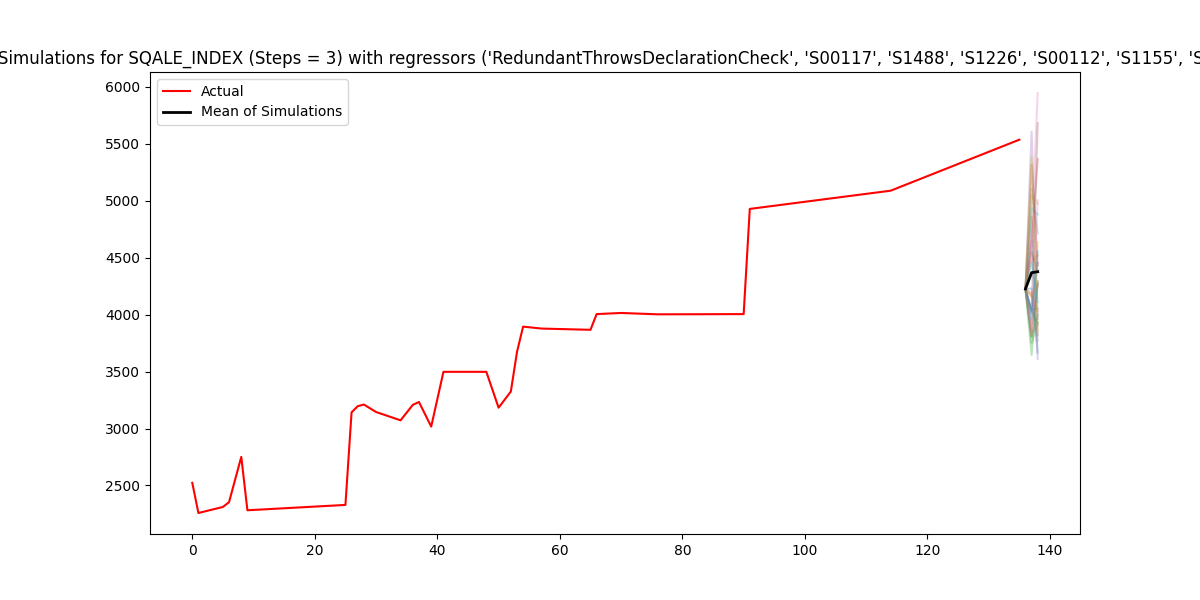 Simulations for SQALE_INDEX (Steps = 3) with regressors ('RedundantThrowsDeclarationCheck', 'S00117', 'S1488', 'S1226', 'S00112', 'S1155', 'S
Actual
Mean of Simulations
6000
5500
5000
4500
4000
3500
3000
2500
0 20 40 60 80 100 120 140